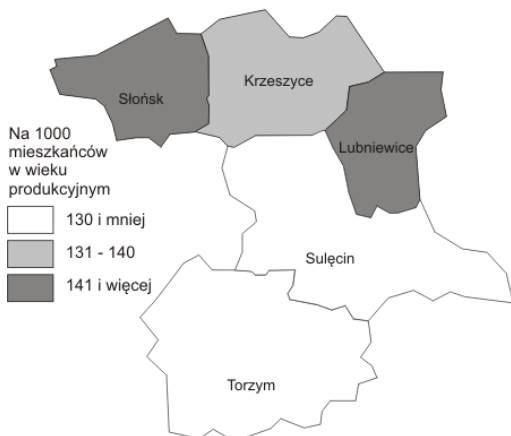 Słońsk
Krzeszyce
Lubniewice
Na 1000
mieszkańców
w wieku
produkcyjnym
130 i mniej
131 - 140
141 i więcej
Sulęcin
Torzym